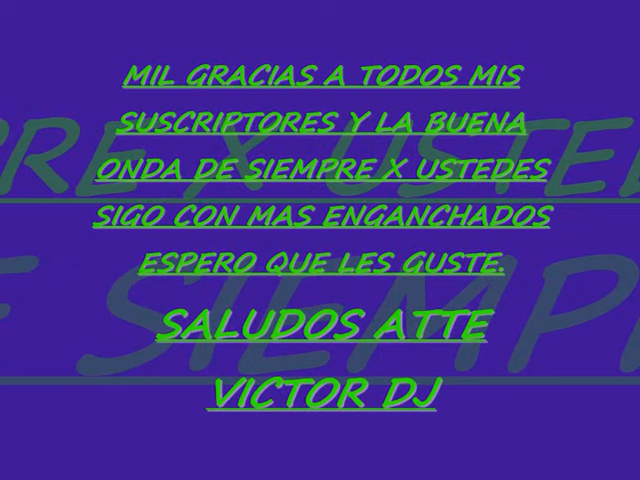 MIL GRACIAS A TODOS MIS
SUSCRIPTORES Y LA BUENA
ONDA DE SIEMPRE X USTEDES
SIGO CON MAS ENGANCHADOS
ESPERO QUE LES GUSTE.
SALUDOS ATTE
VICTOR DJ